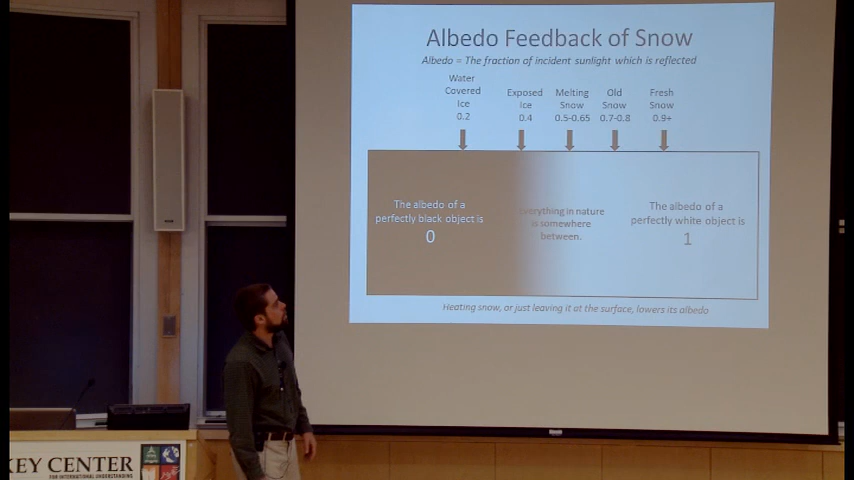 Albedo Feedback of Snow
Albedo = The fraction of incident sunlight which is reflected
Water
Covered
Ice
0.2
Exposed
Ice
0.4
Melting
Snow
0.5-0.65
Old
Snow
0.7-0.8
Fresh
Snow
0.9+
The albedo of a
perfectly black object is
0
Everything in nature
is somewhere
between.
The albedo of a
perfectly white object is
1
Heating snow, or just leaving it at the surface, lowers its albedo
KEY CENTER
FOR INTERNATIONAL UNDERSTANDING